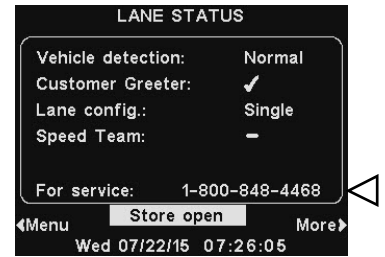 LANE STATUS
Vehicle detection: Normal
Customer Greeter: ✓
Lane config.: Single
Speed Team: –
For service: 1-800-848-4468
Store open
◀Menu More▶
Wed 07/22/15 07:26:05